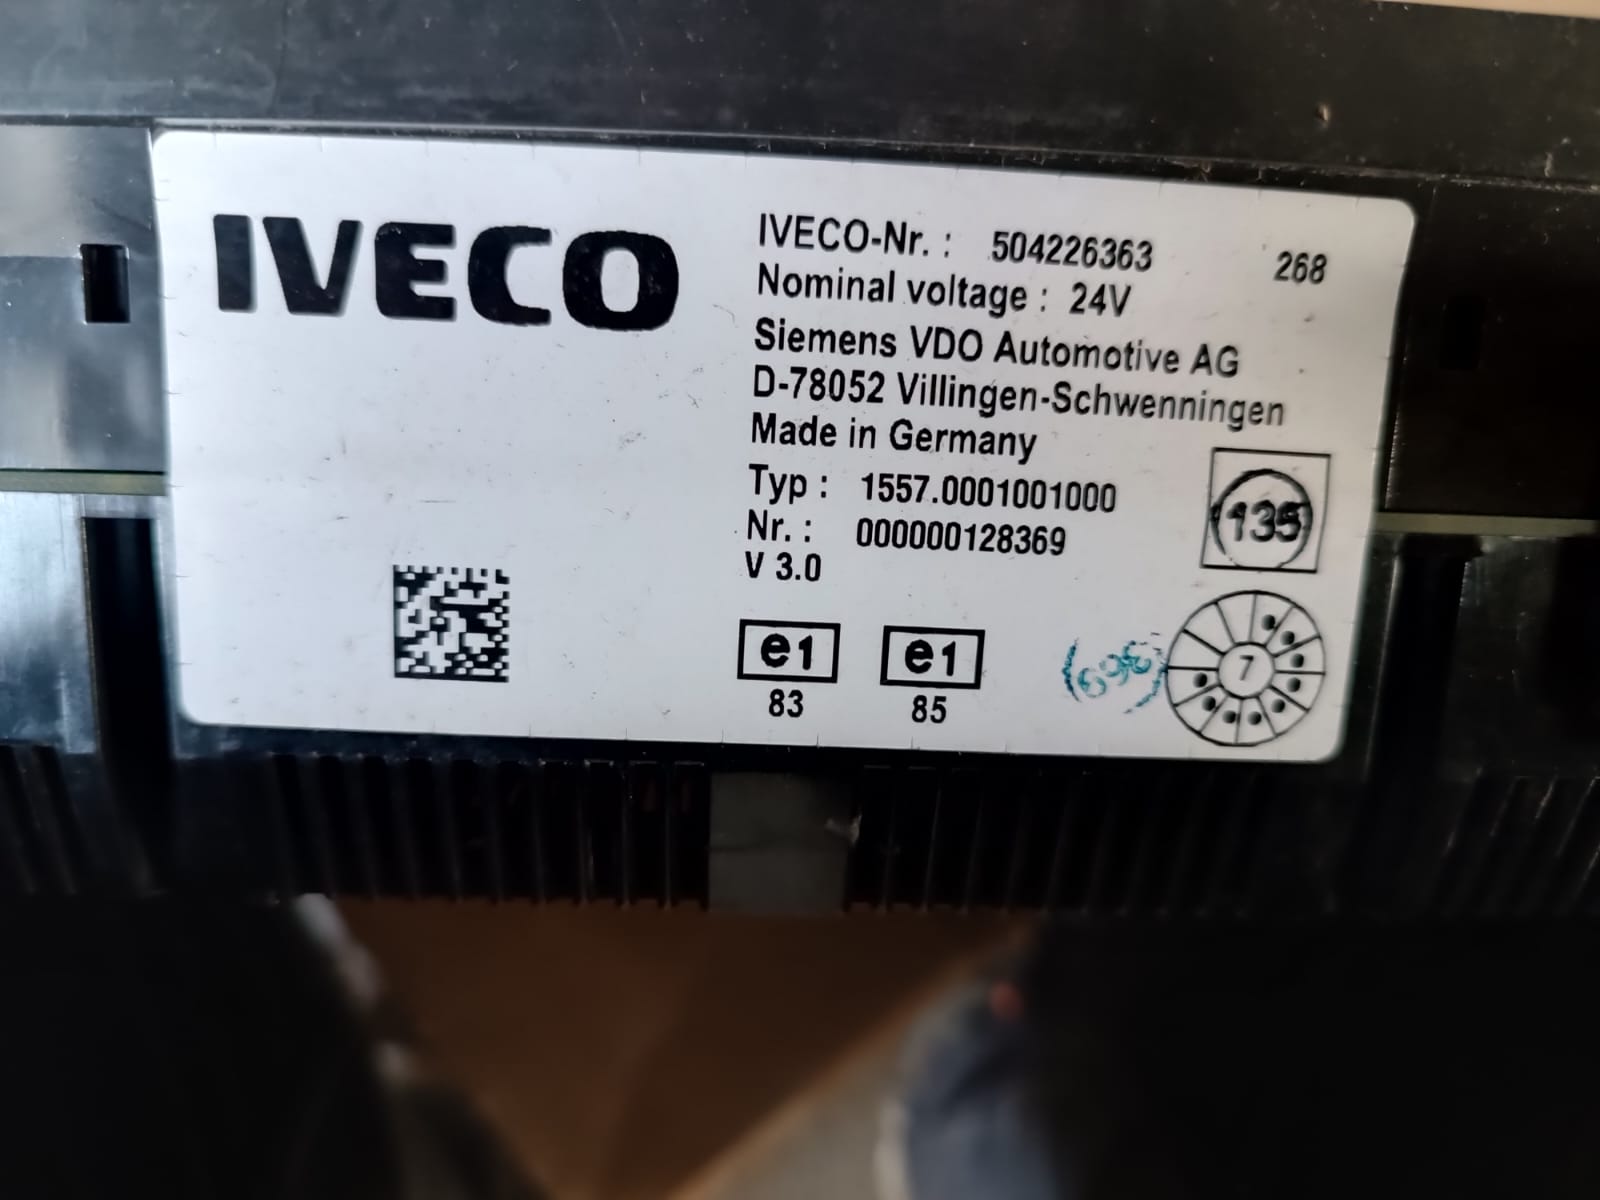 IVECO
IVECO-Nr. : 504226363 268
Nominal voltage : 24V
Siemens VDO Automotive AG
D-78052 Villingen-Schwenningen
Made in Germany
Typ : 1557.0001001000
Nr. : 000000128369
V 3.0
135
e1 e1
83 85
7